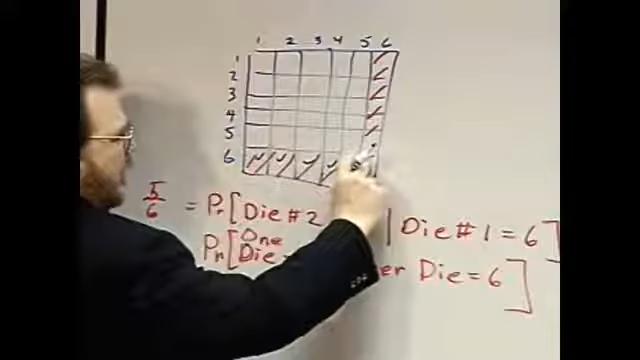 1 2 3 4 5 6
1
2
3
4
5
6
5/6 = Pr[Die #2 | Die #1 = 6]
Pr[One Die Die = 6]